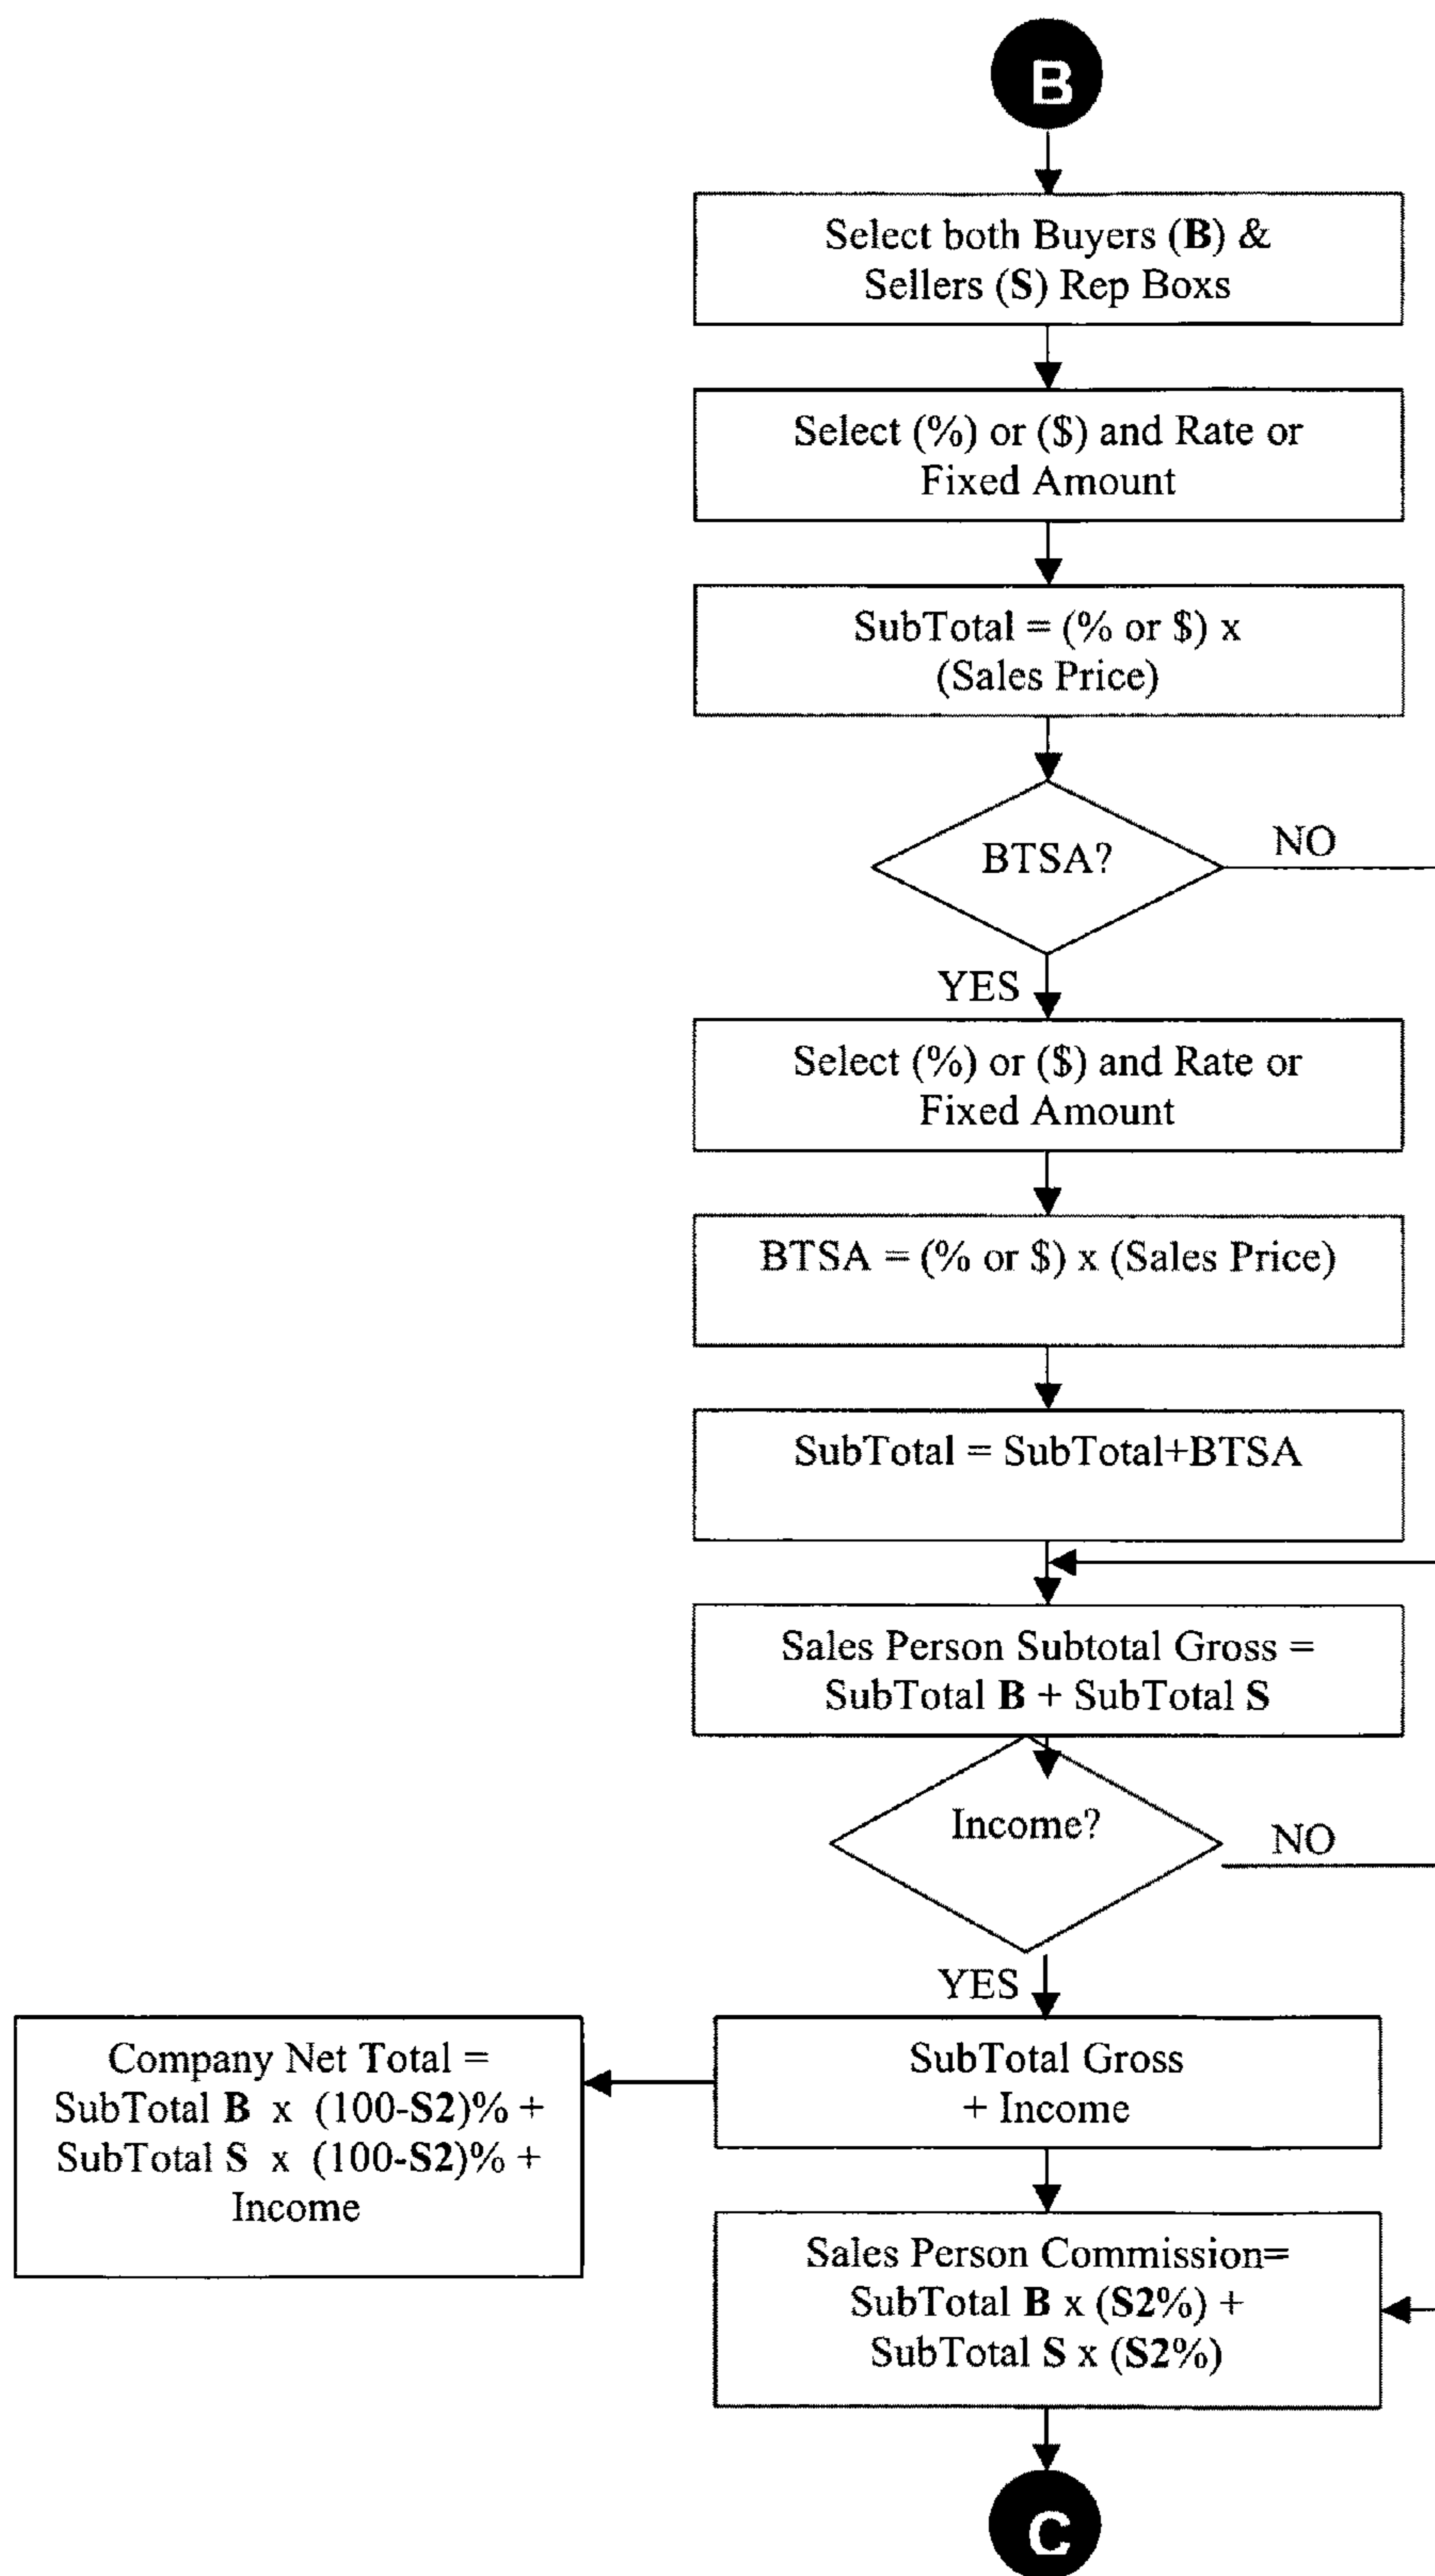 B
Select both Buyers (B) &
Sellers (S) Rep Boxs
Select (%) or ($) and Rate or
Fixed Amount
SubTotal = (% or $) x
(Sales Price)
BTSA?
NO
YES
Select (%) or ($) and Rate or
Fixed Amount
BTSA = (% or $) x (Sales Price)
SubTotal = SubTotal+BTSA
Sales Person Subtotal Gross =
SubTotal B + SubTotal S
Income?
NO
YES
Company Net Total =
SubTotal B x (100-S2)% +
SubTotal S x (100-S2)% +
Income
SubTotal Gross
+ Income
Sales Person Commission=
SubTotal B x (S2%) +
SubTotal S x (S2%)
C